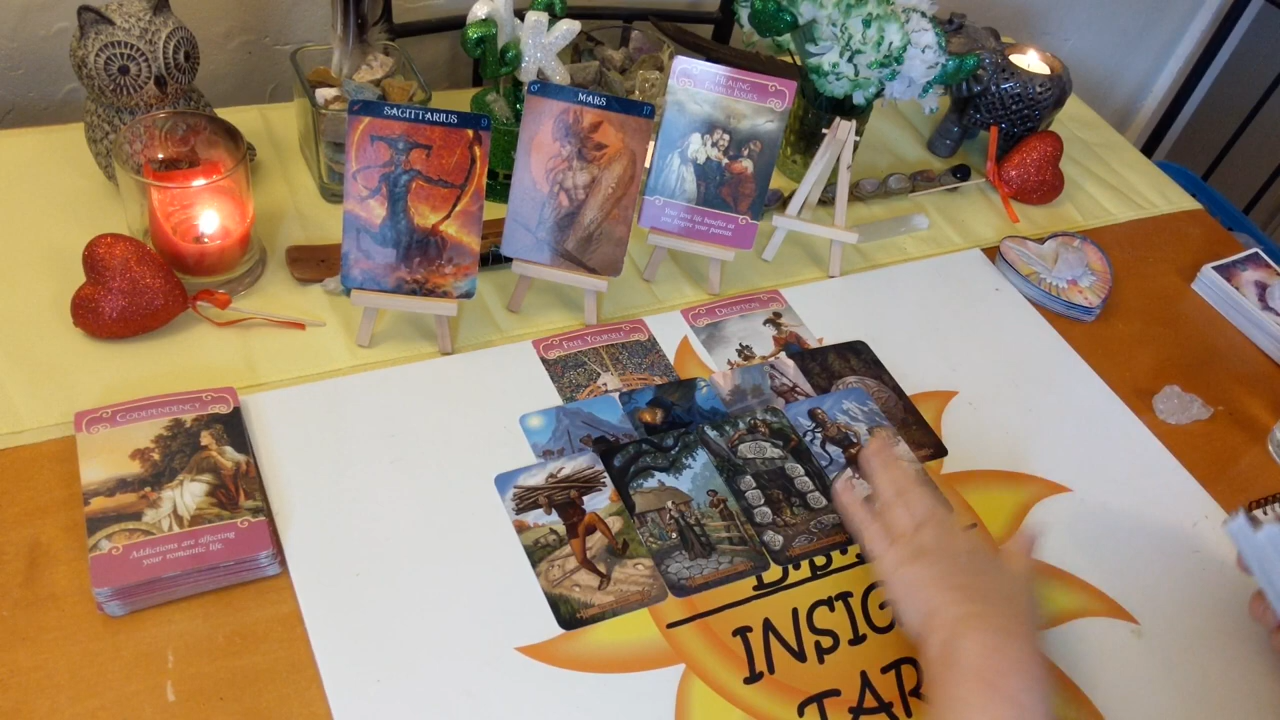 1K
SAGITTARIUS 9
♂ MARS 17
HEALING
FAMILY ISSUES
Your love life benefits as
you forgive your parents.
FREE YOURSELF
DECEPTION
CODEPENDENCY
Addictions are affecting
your romantic life.
INSIG
TAR